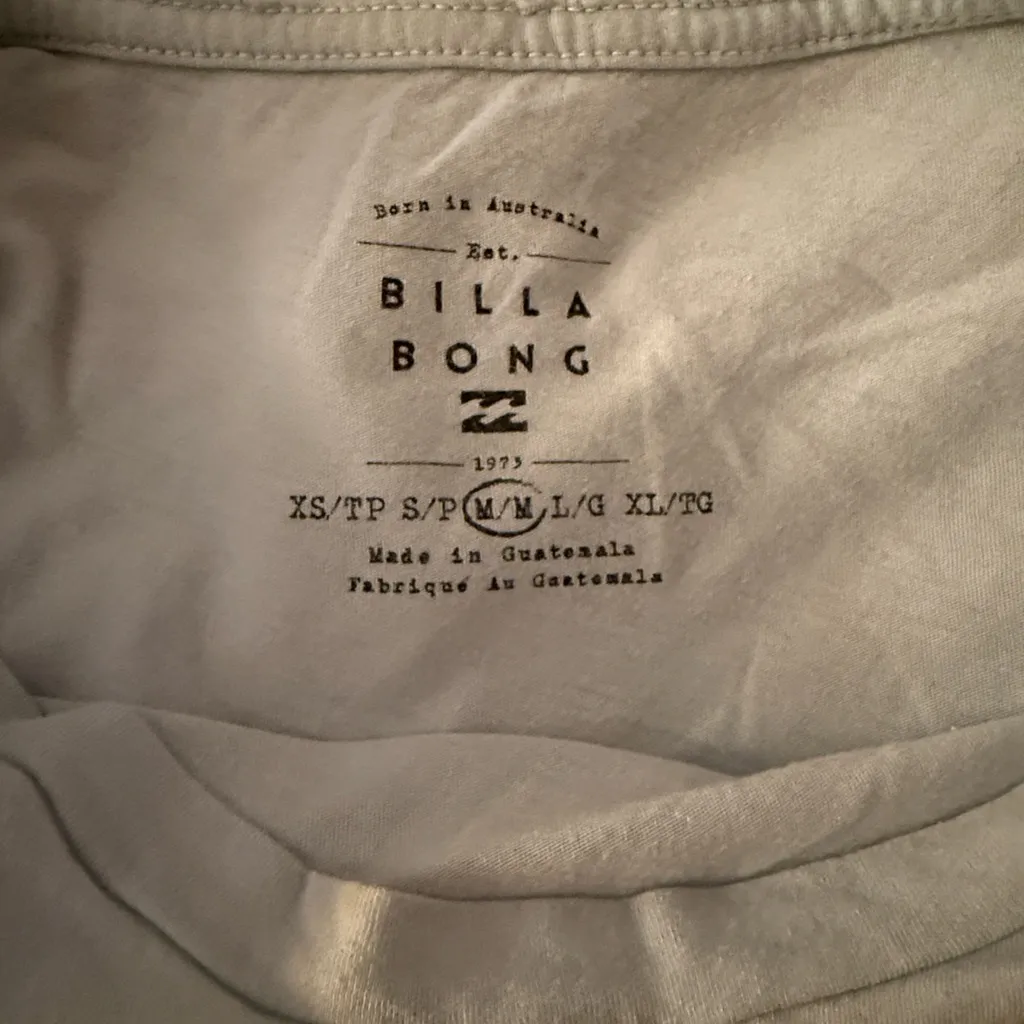 Born in Australia
Est.
BILLA
BONG
1973
XS/TP S/P M/M L/G XL/TG
Made in Guatemala
Fabriqué Au Guatemala